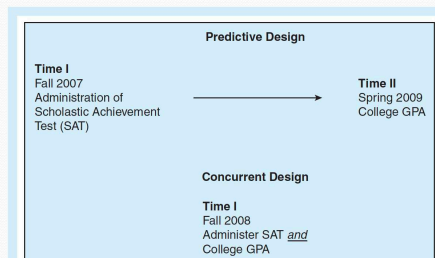 Predictive Design
Time I
Fall 2007
Administration of
Scholastic Achievement
Test (SAT)
Time II
Spring 2009
College GPA
Concurrent Design
Time I
Fall 2008
Administer SAT and
College GPA